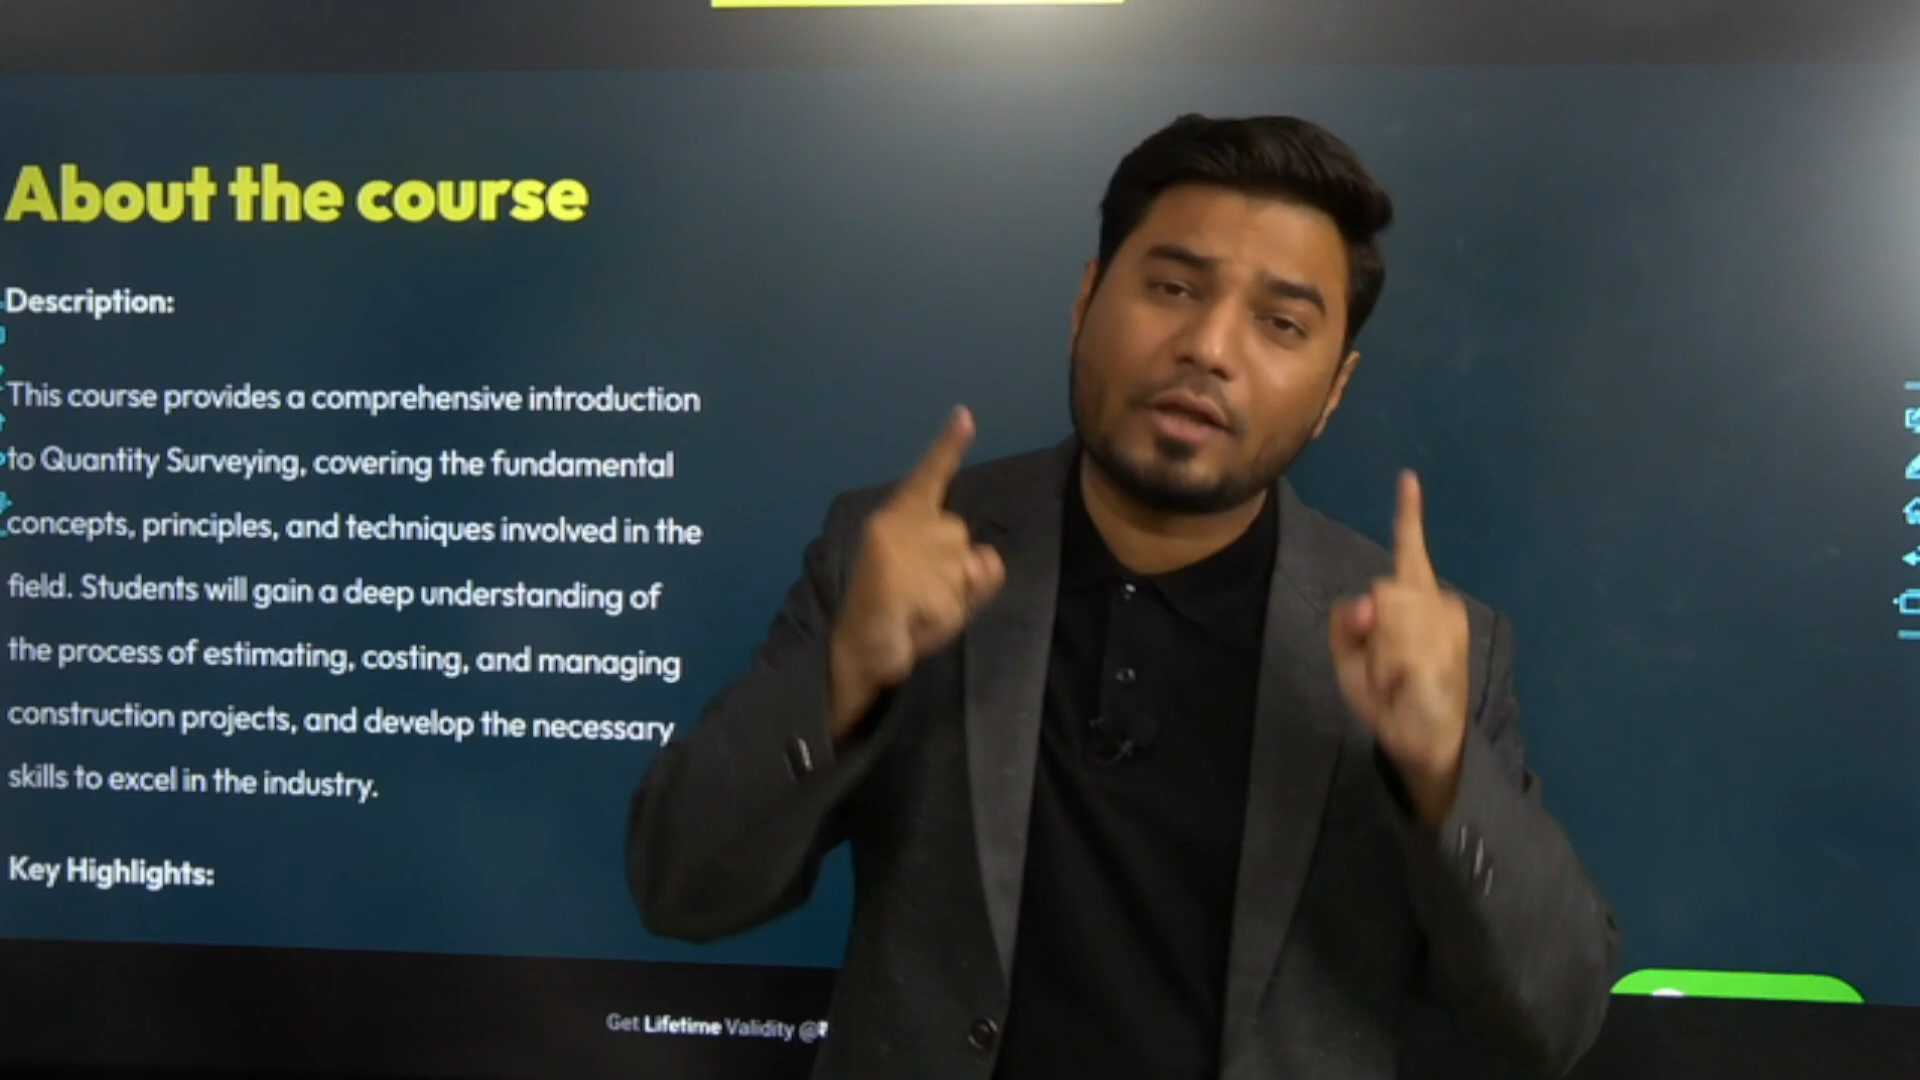 About the course
Description:
This course provides a comprehensive introduction
to Quantity Surveying, covering the fundamental
concepts, principles, and techniques involved in the
field. Students will gain a deep understanding of
the process of estimating, costing, and managing
construction projects, and develop the necessary
skills to excel in the industry.
Key Highlights:
Get Lifetime Validity @₹